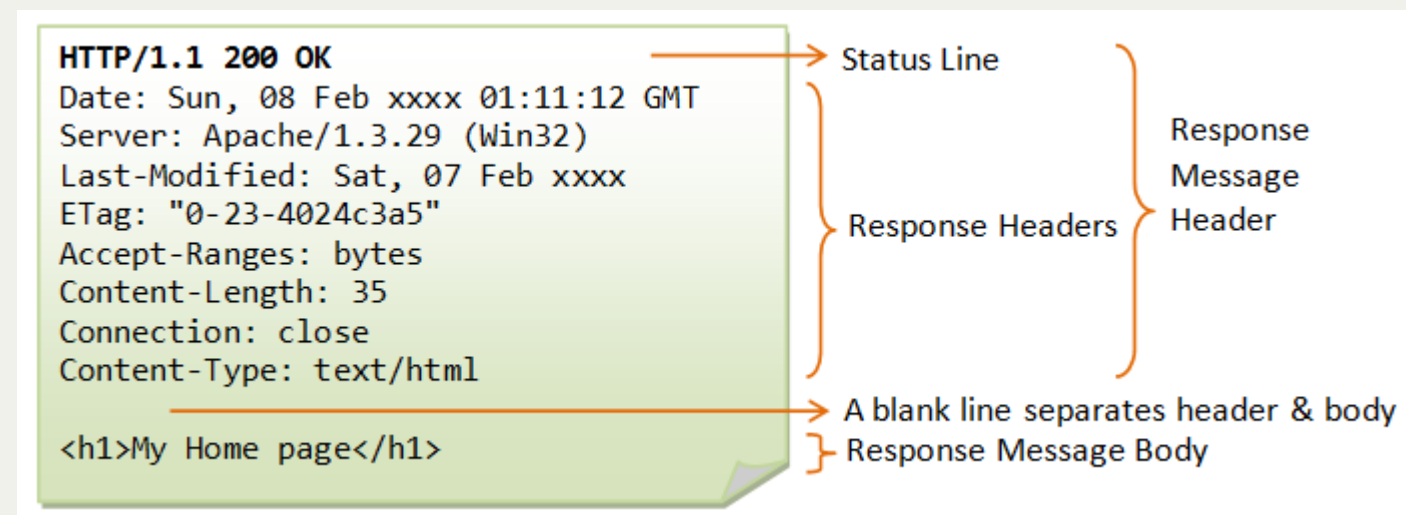 HTTP/1.1 200 OK
Date: Sun, 08 Feb xxxx 01:11:12 GMT
Server: Apache/1.3.29 (Win32)
Last-Modified: Sat, 07 Feb xxxx
ETag: "0-23-4024c3a5"
Accept-Ranges: bytes
Content-Length: 35
Connection: close
Content-Type: text/html
<h1>My Home page</h1>
Status Line
Response Headers
Response
Message
Header
A blank line separates header & body
Response Message Body